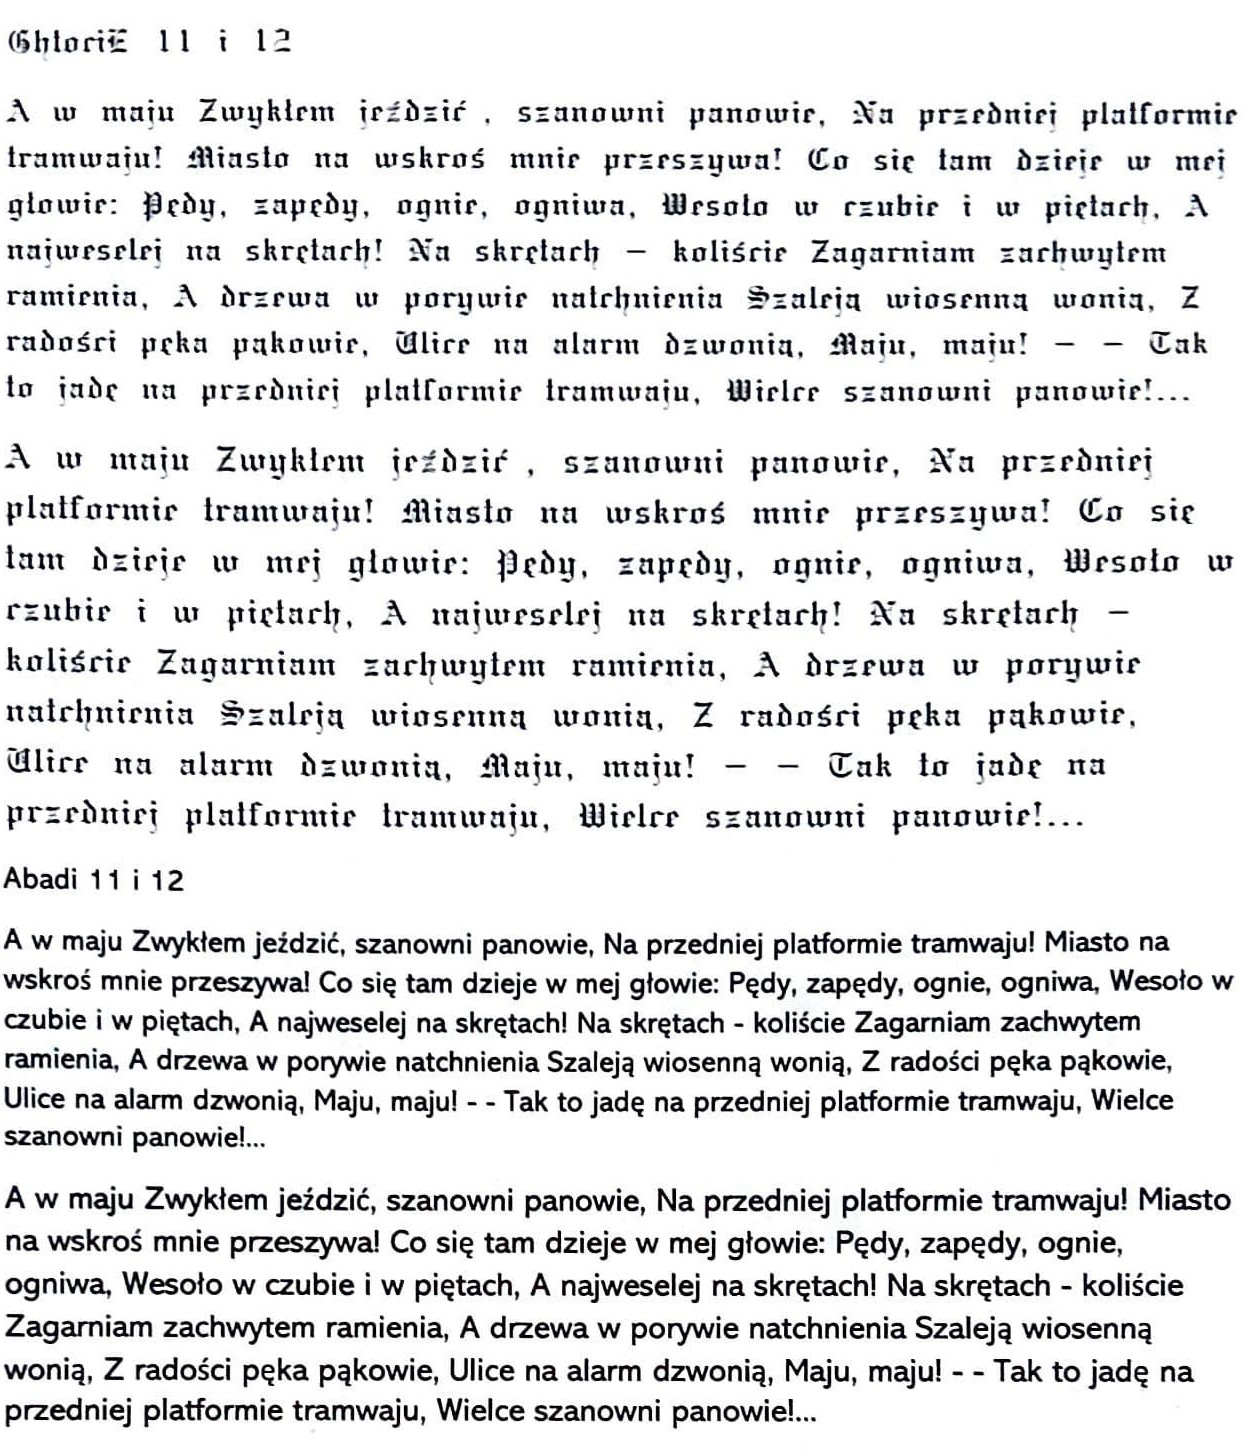 GhtoriE 11 i 12
A w maju Zwykłem jeździć , szanowni panowie, Na przedniej platformie
tramwaju! Miasto na wskroś mnie przeszywa! Co się tam dzieje w mej
głowie: Pędy, zapędy, ognie, ogniwa, Wesoło w czubie i w piętach, A
najweselej na skrętach! Na skrętach – koliście Zagarniam zachwytem
ramienia, A drzewa w porywie natchnienia Szaleją wiosenną wonią, Z
radości pęka pąkowie, Ulice na alarm dzwonią, Maju, maju! – – Tak
to jadę na przedniej platformie tramwaju, Wielce szanowni panowie!...
A w maju Zwykłem jeździć , szanowni panowie, Na przedniej
platformie tramwaju! Miasto na wskroś mnie przeszywa! Co się
tam dzieje w mej głowie: Pędy, zapędy, ognie, ogniwa, Wesoło w
czubie i w piętach, A najweselej na skrętach! Na skrętach –
koliście Zagarniam zachwytem ramienia, A drzewa w porywie
natchnienia Szaleją wiosenną wonią, Z radości pęka pąkowie,
Ulice na alarm dzwonią, Maju, maju! – – Tak to jadę na
przedniej platformie tramwaju, Wielce szanowni panowie!...
Abadi 11 i 12
A w maju Zwykłem jeździć, szanowni panowie, Na przedniej platformie tramwaju! Miasto na
wskroś mnie przeszywa! Co się tam dzieje w mej głowie: Pędy, zapędy, ognie, ogniwa, Wesoło w
czubie i w piętach, A najweselej na skrętach! Na skrętach - koliście Zagarniam zachwytem
ramienia, A drzewa w porywie natchnienia Szaleją wiosenną wonią, Z radości pęka pąkowie,
Ulice na alarm dzwonią, Maju, maju! - - Tak to jadę na przedniej platformie tramwaju, Wielce
szanowni panowie!...
A w maju Zwykłem jeździć, szanowni panowie, Na przedniej platformie tramwaju! Miasto
na wskroś mnie przeszywa! Co się tam dzieje w mej głowie: Pędy, zapędy, ognie,
ogniwa, Wesoło w czubie i w piętach, A najweselej na skrętach! Na skrętach - koliście
Zagarniam zachwytem ramienia, A drzewa w porywie natchnienia Szaleją wiosenną
wonią, Z radości pęka pąkowie, Ulice na alarm dzwonią, Maju, maju! - - Tak to jadę na
przedniej platformie tramwaju, Wielce szanowni panowie!...